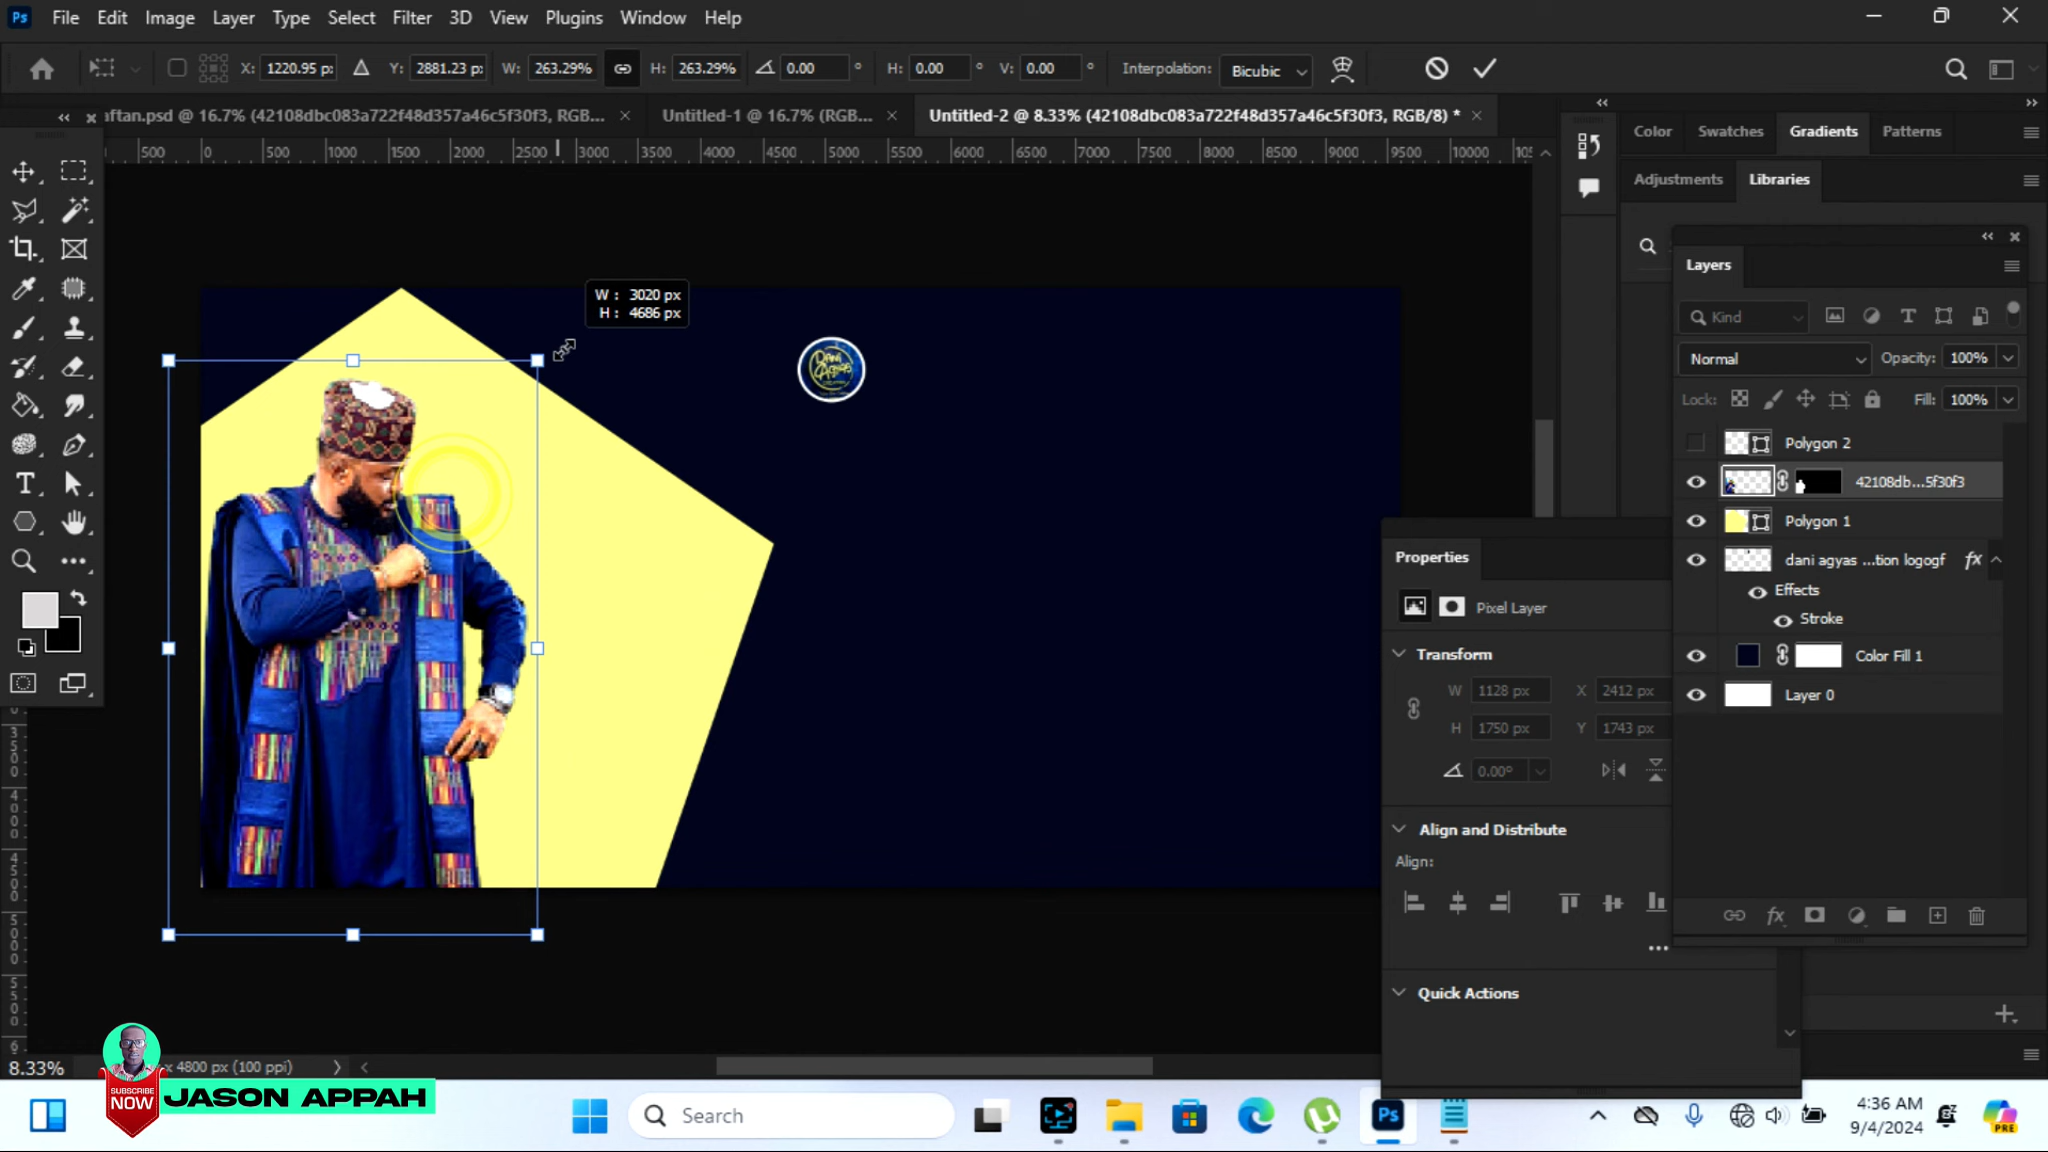 Ps File Edit Image Layer Type Select Filter 3D View Plugins Window Help
X: 1220.95 p: Y: 2881.23 p: W: 263.29% H: 263.29% 0.00 ° H: 0.00 ° V: 0.00 ° Interpolation: Bicubic
aftan.psd @ 16.7% (42108dbc083a722f48d357a46c5f30f3, RGB... Untitled-1 @ 16.7% (RGB... Untitled-2 @ 8.33% (42108dbc083a722f48d357a46c5f30f3, RGB/8) *
500 0 500 1000 1500 2000 2500 3000 3500 4000 4500 5000 5500 6000 6500 7000 7500 8000 8500 9000 9500 10000 105
Color Swatches Gradients Patterns
Adjustments Libraries
Layers
Kind
Normal Opacity: 100%
Lock: Fill: 100%
Polygon 2
42108db...5f30f3
Polygon 1
dani agyas ...tion logogf fx
Effects
Stroke
Color Fill 1
Layer 0
W : 3020 px
H : 4686 px
DANI
AGYAS
Properties
Pixel Layer
Transform
W 1128 px X 2412 px
H 1750 px Y 1743 px
0.00°
Align and Distribute
Align:
Quick Actions
8.33% x 4800 px (100 ppi)
SUBSCRIBE
NOW
JASON APPAH
Search
Ps
4:36 AM
9/4/2024
PRE